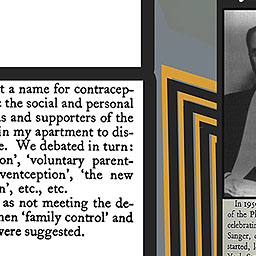 t a name for contracep-
the social and personal
s and supporters of the
in my apartment to dis-
e. We debated in turn:
on’, ‘voluntary parent-
ventception’, ‘the new
n’, etc., etc.
as not meeting the de-
hen ‘family control’ and
were suggested.
In 195
of the Pl
celebratin
Sanger,
started, l